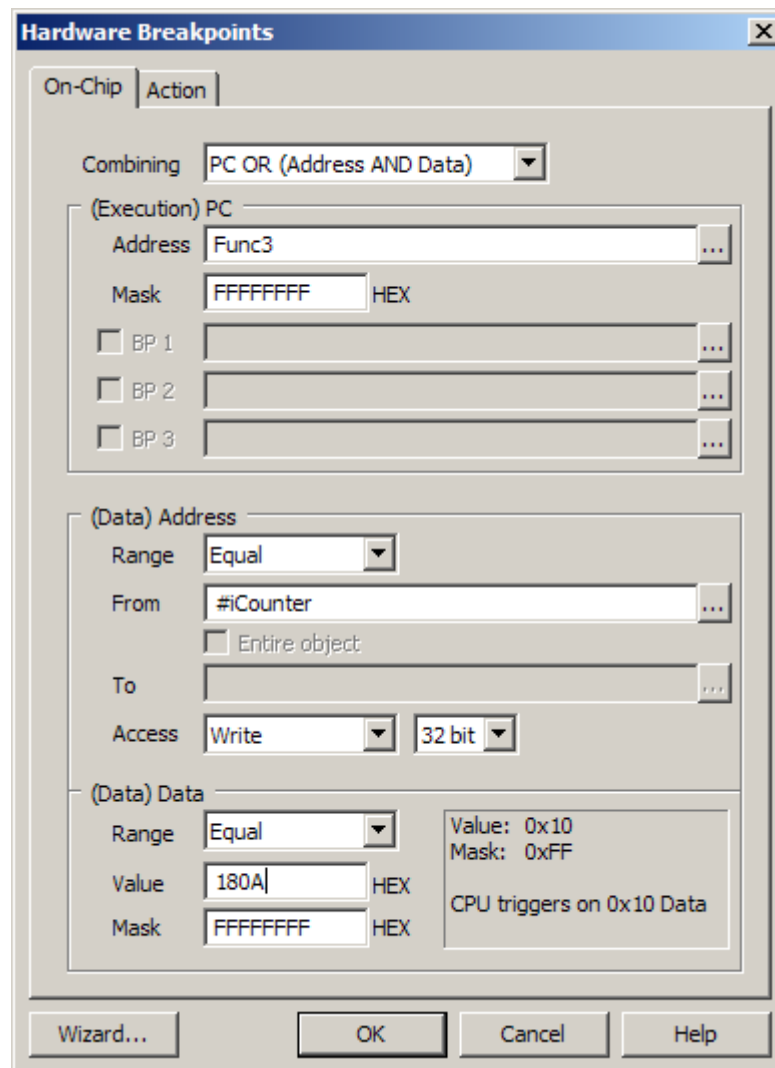 Hardware Breakpoints
On-Chip Action
Combining PC OR (Address AND Data)
(Execution) PC
Address Func3 ...
Mask FFFFFFFF HEX
BP 1 ...
BP 2 ...
BP 3 ...
(Data) Address
Range Equal
From #iCounter ...
Entire object
To ...
Access Write 32 bit
(Data) Data
Range Equal
Value 180A HEX
Mask FFFFFFFF HEX
Value: 0x10
Mask: 0xFF
CPU triggers on 0x10 Data
Wizard... OK Cancel Help